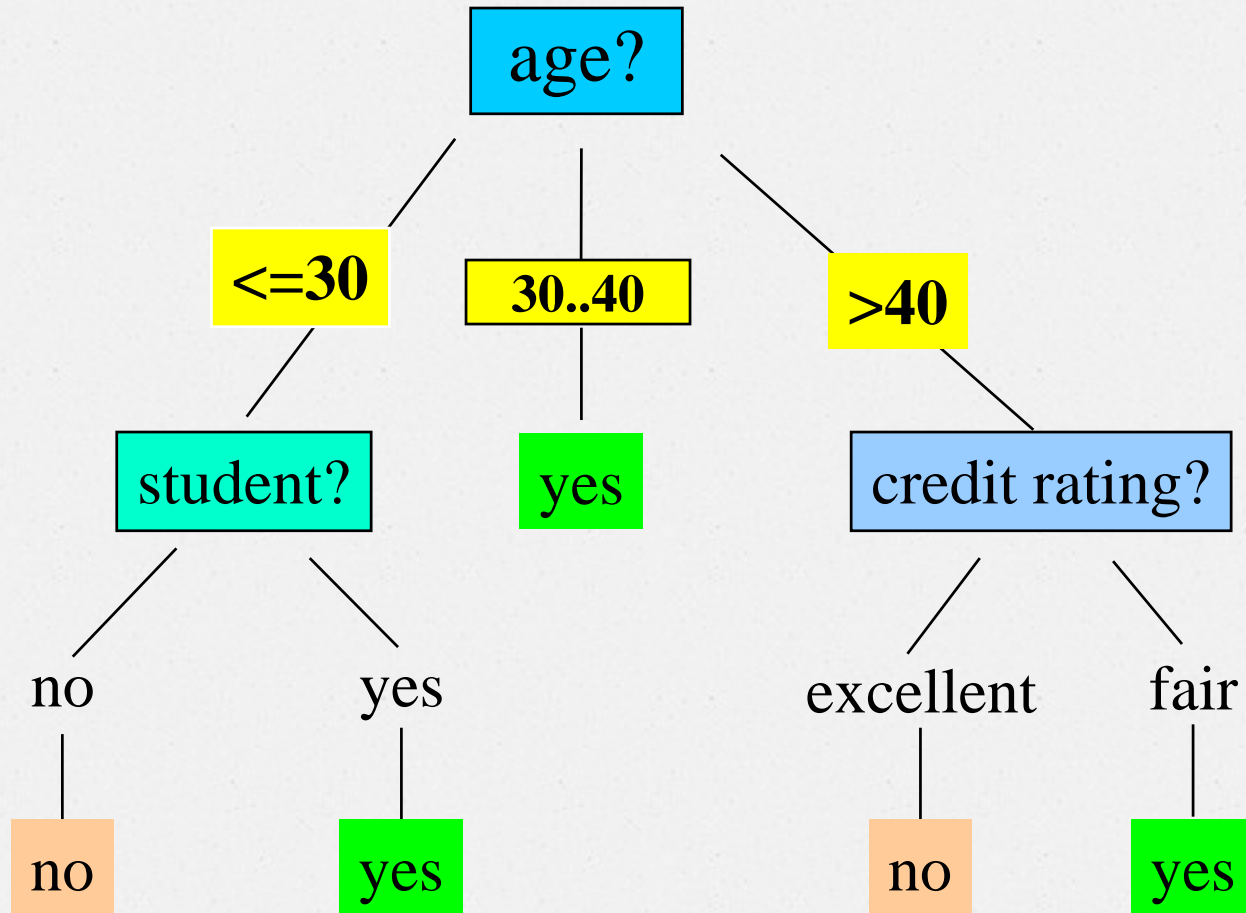 age?
<=30
30..40
>40
student?
yes
credit rating?
no
yes
excellent
fair
no
yes
no
yes